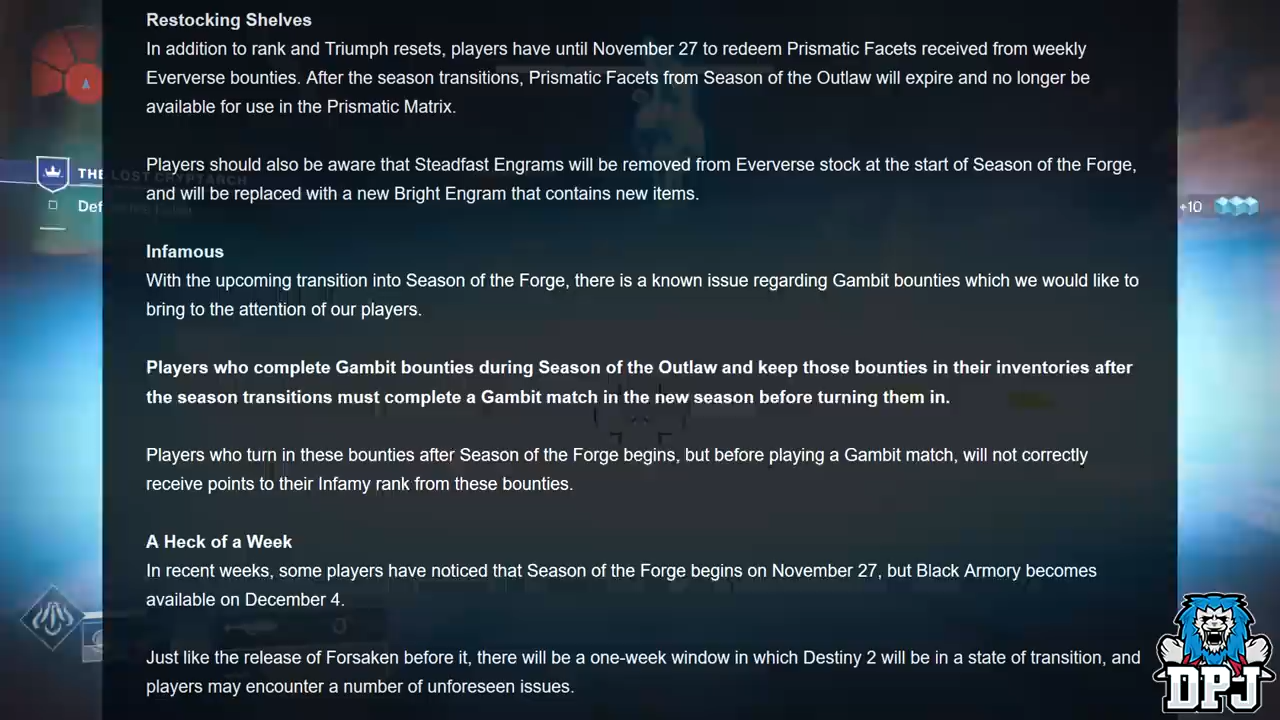 Restocking Shelves
In addition to rank and Triumph resets, players have until November 27 to redeem Prismatic Facets received from weekly
Eververse bounties. After the season transitions, Prismatic Facets from Season of the Outlaw will expire and no longer be
available for use in the Prismatic Matrix.
THE LOST CRYPTARCH
Players should also be aware that Steadfast Engrams will be removed from Eververse stock at the start of Season of the Forge,
and will be replaced with a new Bright Engram that contains new items.
+10
Infamous
With the upcoming transition into Season of the Forge, there is a known issue regarding Gambit bounties which we would like to
bring to the attention of our players.
Players who complete Gambit bounties during Season of the Outlaw and keep those bounties in their inventories after
the season transitions must complete a Gambit match in the new season before turning them in.
Players who turn in these bounties after Season of the Forge begins, but before playing a Gambit match, will not correctly
receive points to their Infamy rank from these bounties.
A Heck of a Week
In recent weeks, some players have noticed that Season of the Forge begins on November 27, but Black Armory becomes
available on December 4.
Just like the release of Forsaken before it, there will be a one-week window in which Destiny 2 will be in a state of transition, and
players may encounter a number of unforeseen issues.
DPJ